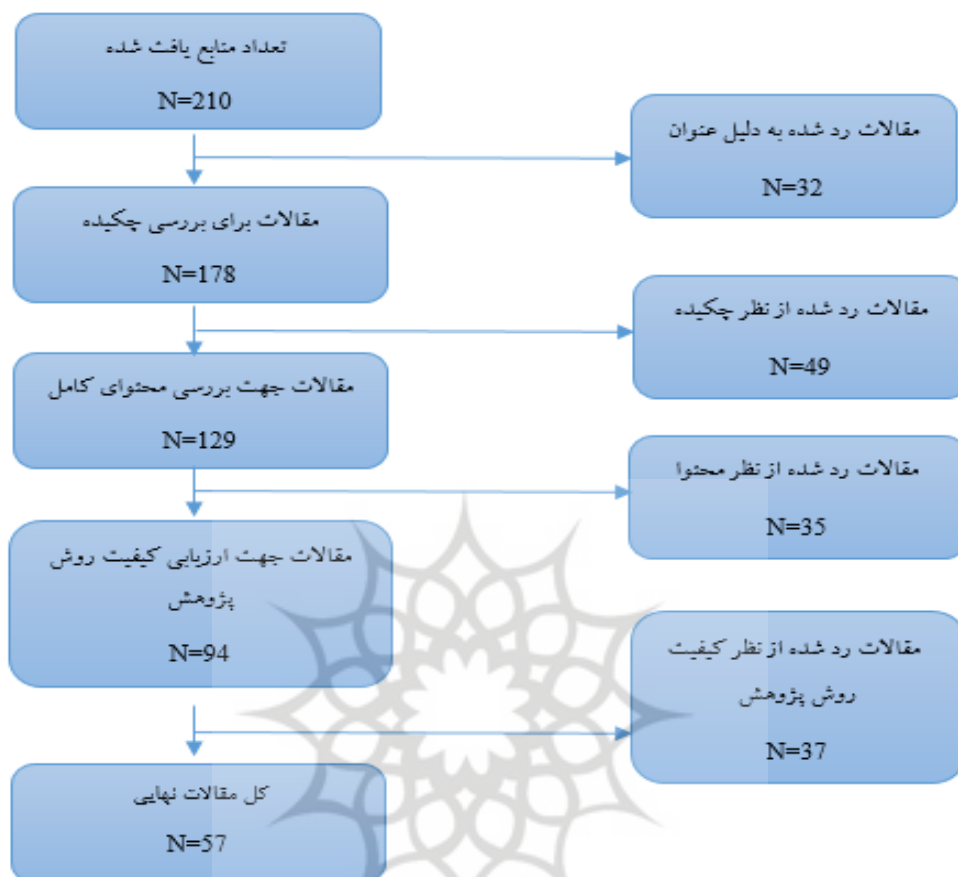 تعداد منابع یافت شده
N=210
مقالات رد شده به دلیل عنوان
N=32
مقالات برای بررسی چکیده
N=178
مقالات رد شده از نظر چکیده
N=49
مقالات جهت بررسی محتوای کامل
N=129
مقالات رد شده از نظر محتوا
N=35
مقالات جهت ارزیابی کیفیت روش
پژوهش
N=94
مقالات رد شده از نظر کیفیت
روش پژوهش
N=37
کل مقالات نهایی
N=57